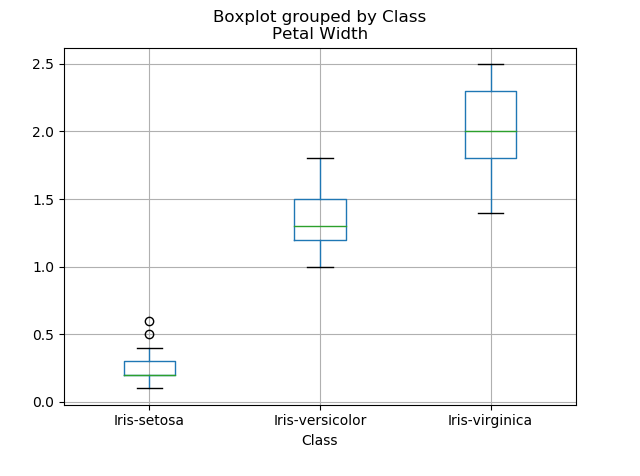 Boxplot grouped by Class
Petal Width
2.5
2.0
1.5
1.0
0.5
0.0
Iris-setosa Iris-versicolor Iris-virginica
Class